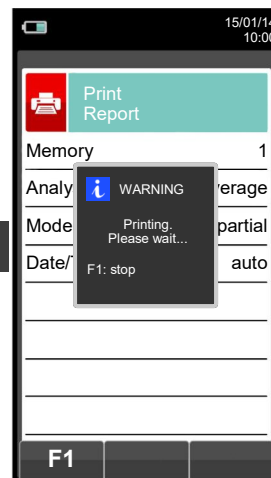 15/01/14
10:00
Print
Report
Memory 1
Analy verage
Mode partial
Date/ auto
WARNING
Printing.
Please wait...
F1: stop
F1